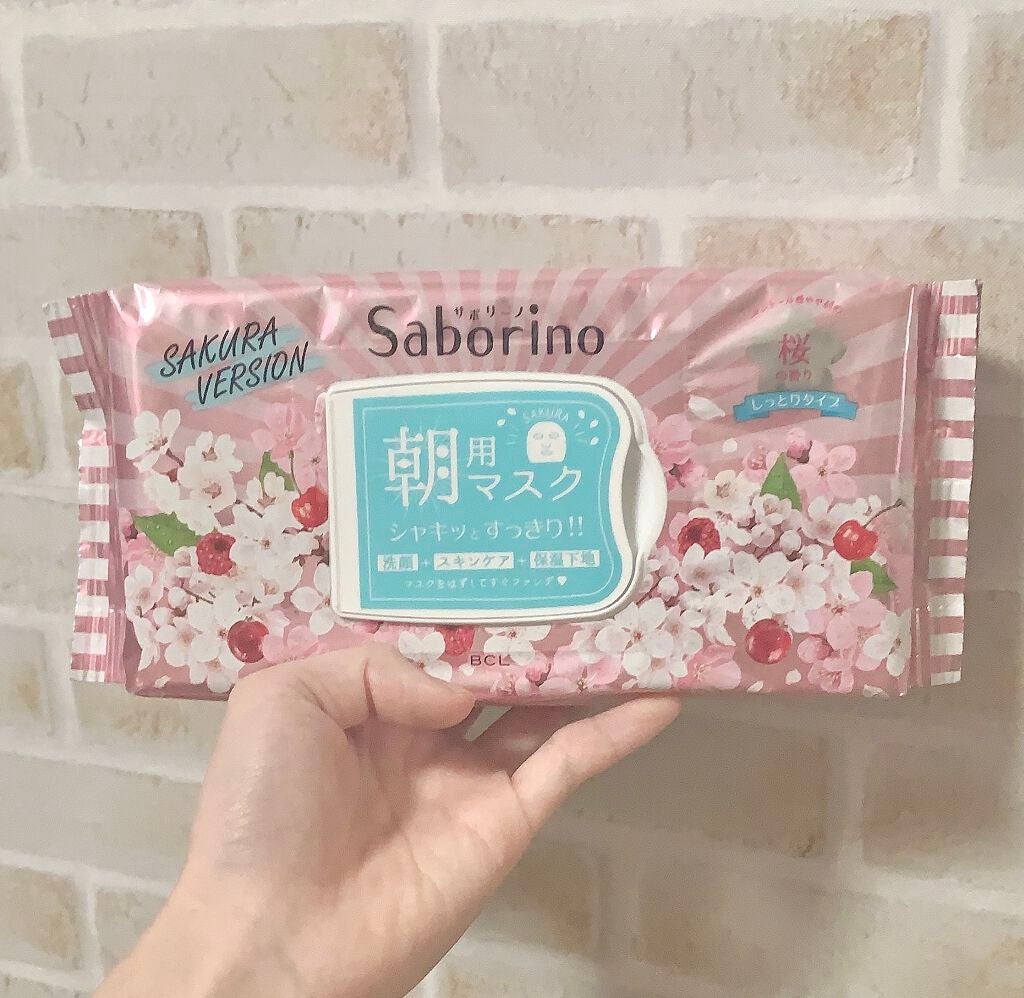 SAKURA
VERSION
サボリーノ
Saborino
桜
の香り
しっとりタイプ
SAKURA
朝用
マスク
シャキッとすっきり!!
洗顔+スキンケア+保湿下地
マスクをはずしてすぐファンデ♥
BCL